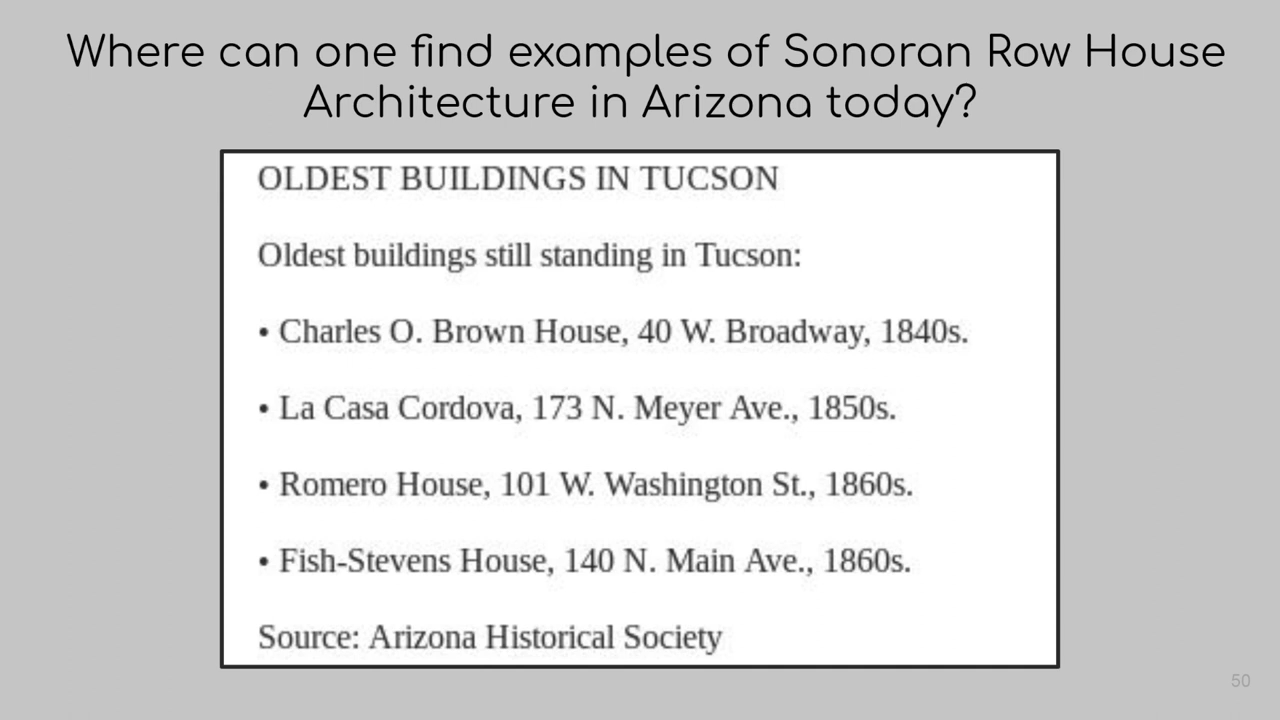 Where can one find examples of Sonoran Row House
Architecture in Arizona today?
OLDEST BUILDINGS IN TUCSON
Oldest buildings still standing in Tucson:
• Charles O. Brown House, 40 W. Broadway, 1840s.
• La Casa Cordova, 173 N. Meyer Ave., 1850s.
• Romero House, 101 W. Washington St., 1860s.
• Fish-Stevens House, 140 N. Main Ave., 1860s.
Source: Arizona Historical Society
50